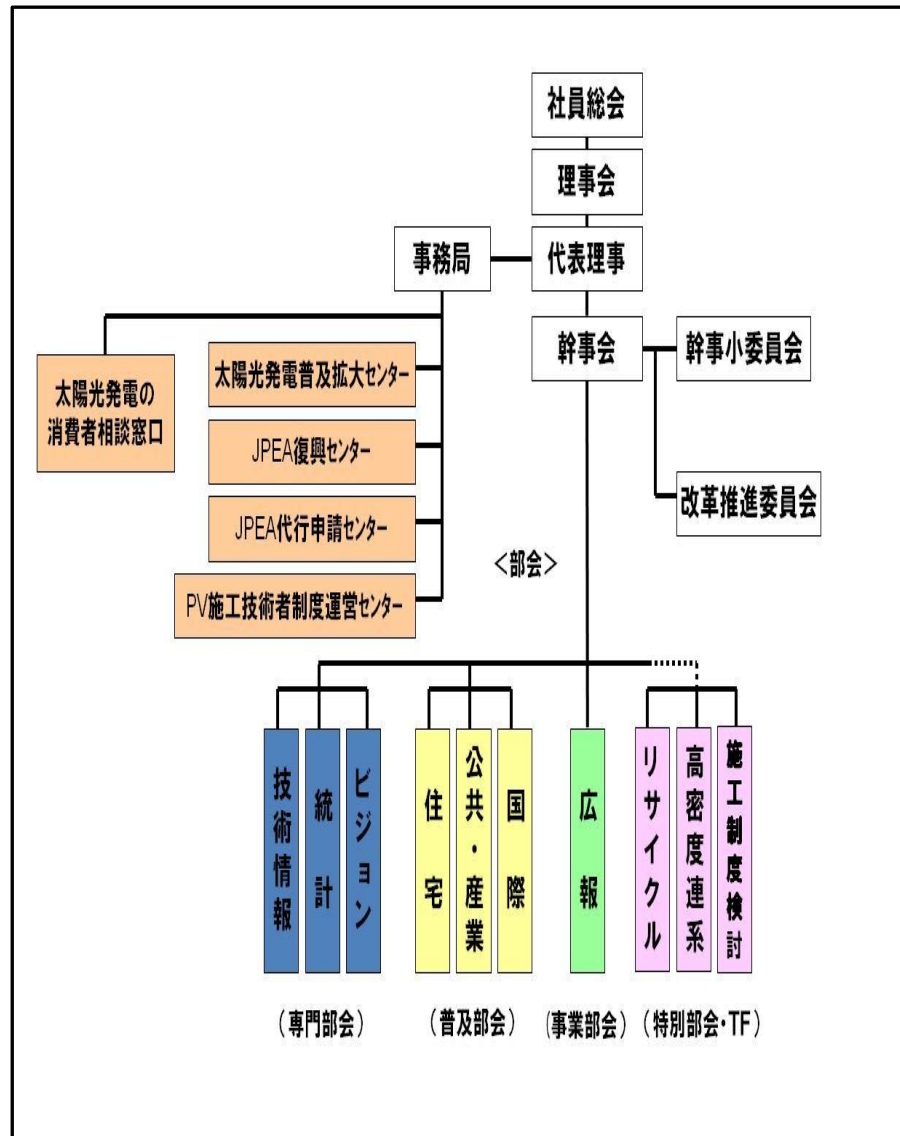 社員総会
理事会
事務局
代表理事
幹事会
幹事小委員会
太陽光発電の
消費者相談窓口
太陽光発電普及拡大センター
JPEA復興センター
JPEA代行申請センター
PV施工技術者制度運営センター
改革推進委員会
<部会>
技術情報
統計
ビジョン
住宅
公共・産業
国際
広報
リサイクル
高密度連系
施工制度検討
(専門部会)
(普及部会)
(事業部会)
(特別部会・TF)